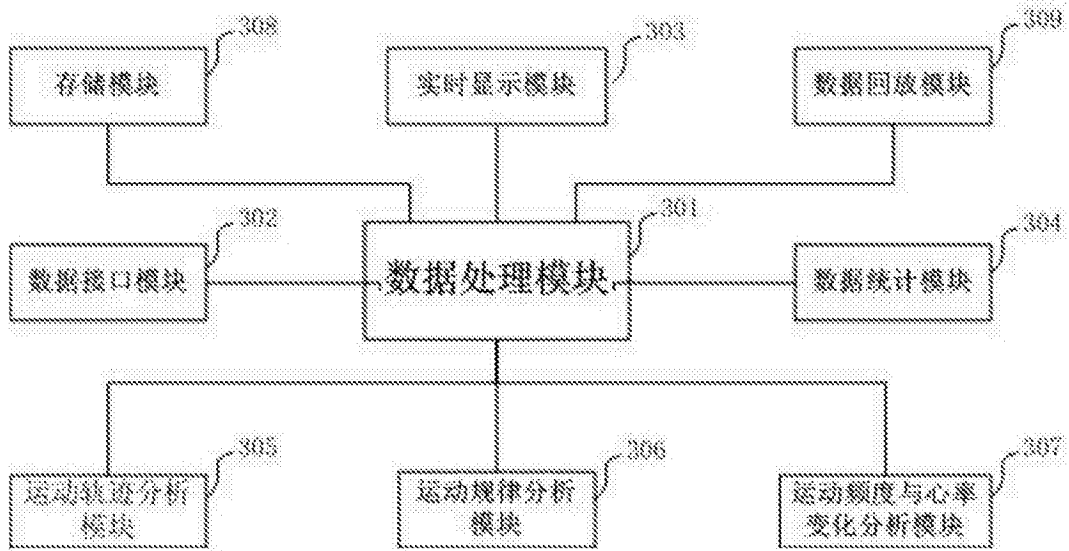 308
303
309
存储模块
实时显示模块
数据回放模块
302
301
304
数据接口模块
数据处理模块
数据统计模块
305
306
307
运动轨迹分析
模块
运动规律分析
模块
运动频度与心率
变化分析模块